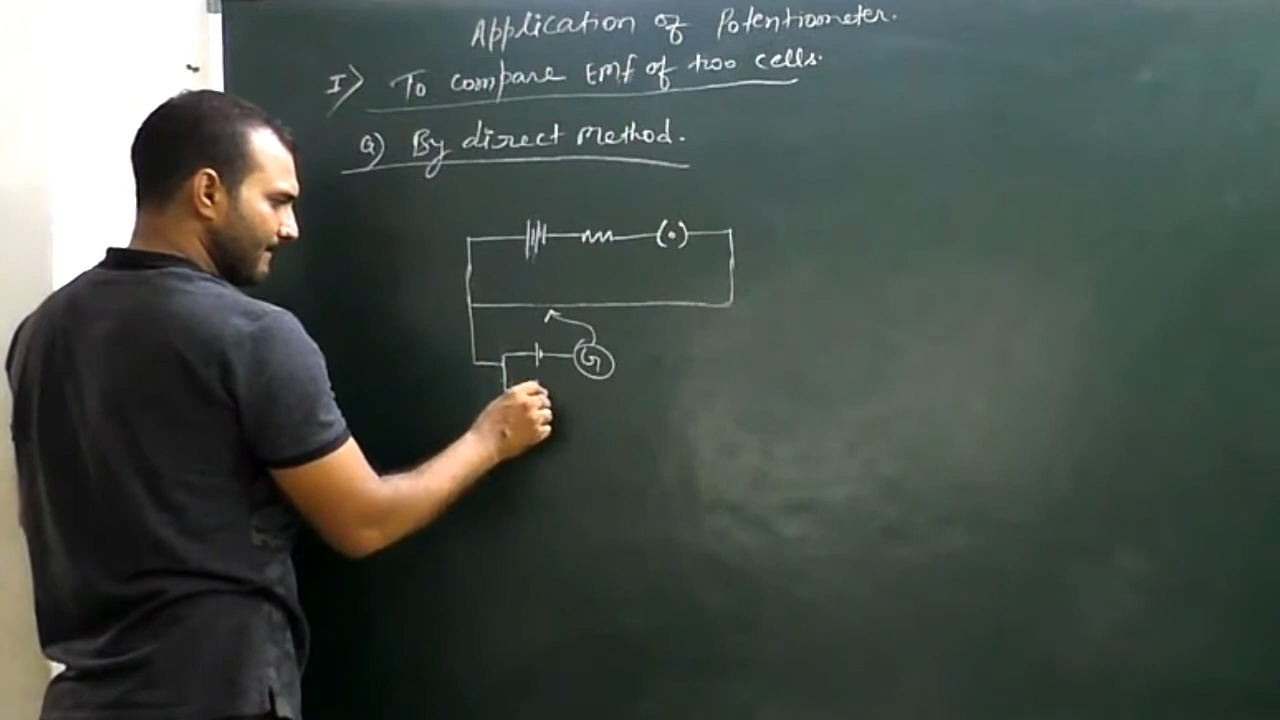 Application of Potentiometer.
I> To compare EMf of two cells.
a) By direct method.
G